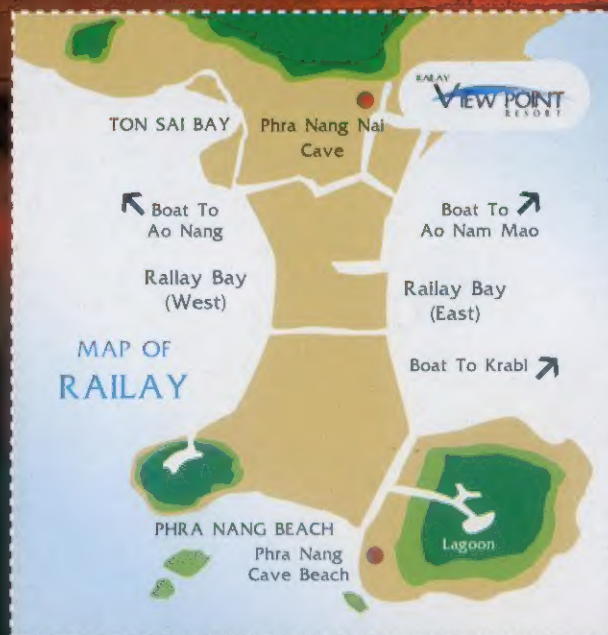 RAILAY
VIEW POINT
RESORT
TON SAI BAY
Phra Nang Nai
Cave
Boat To
Ao Nang
Boat To
Ao Nam Mao
Railay Bay
(West)
Railay Bay
(East)
MAP OF
RAILAY
Boat To Krabi
PHRA NANG BEACH
Phra Nang
Cave Beach
Lagoon